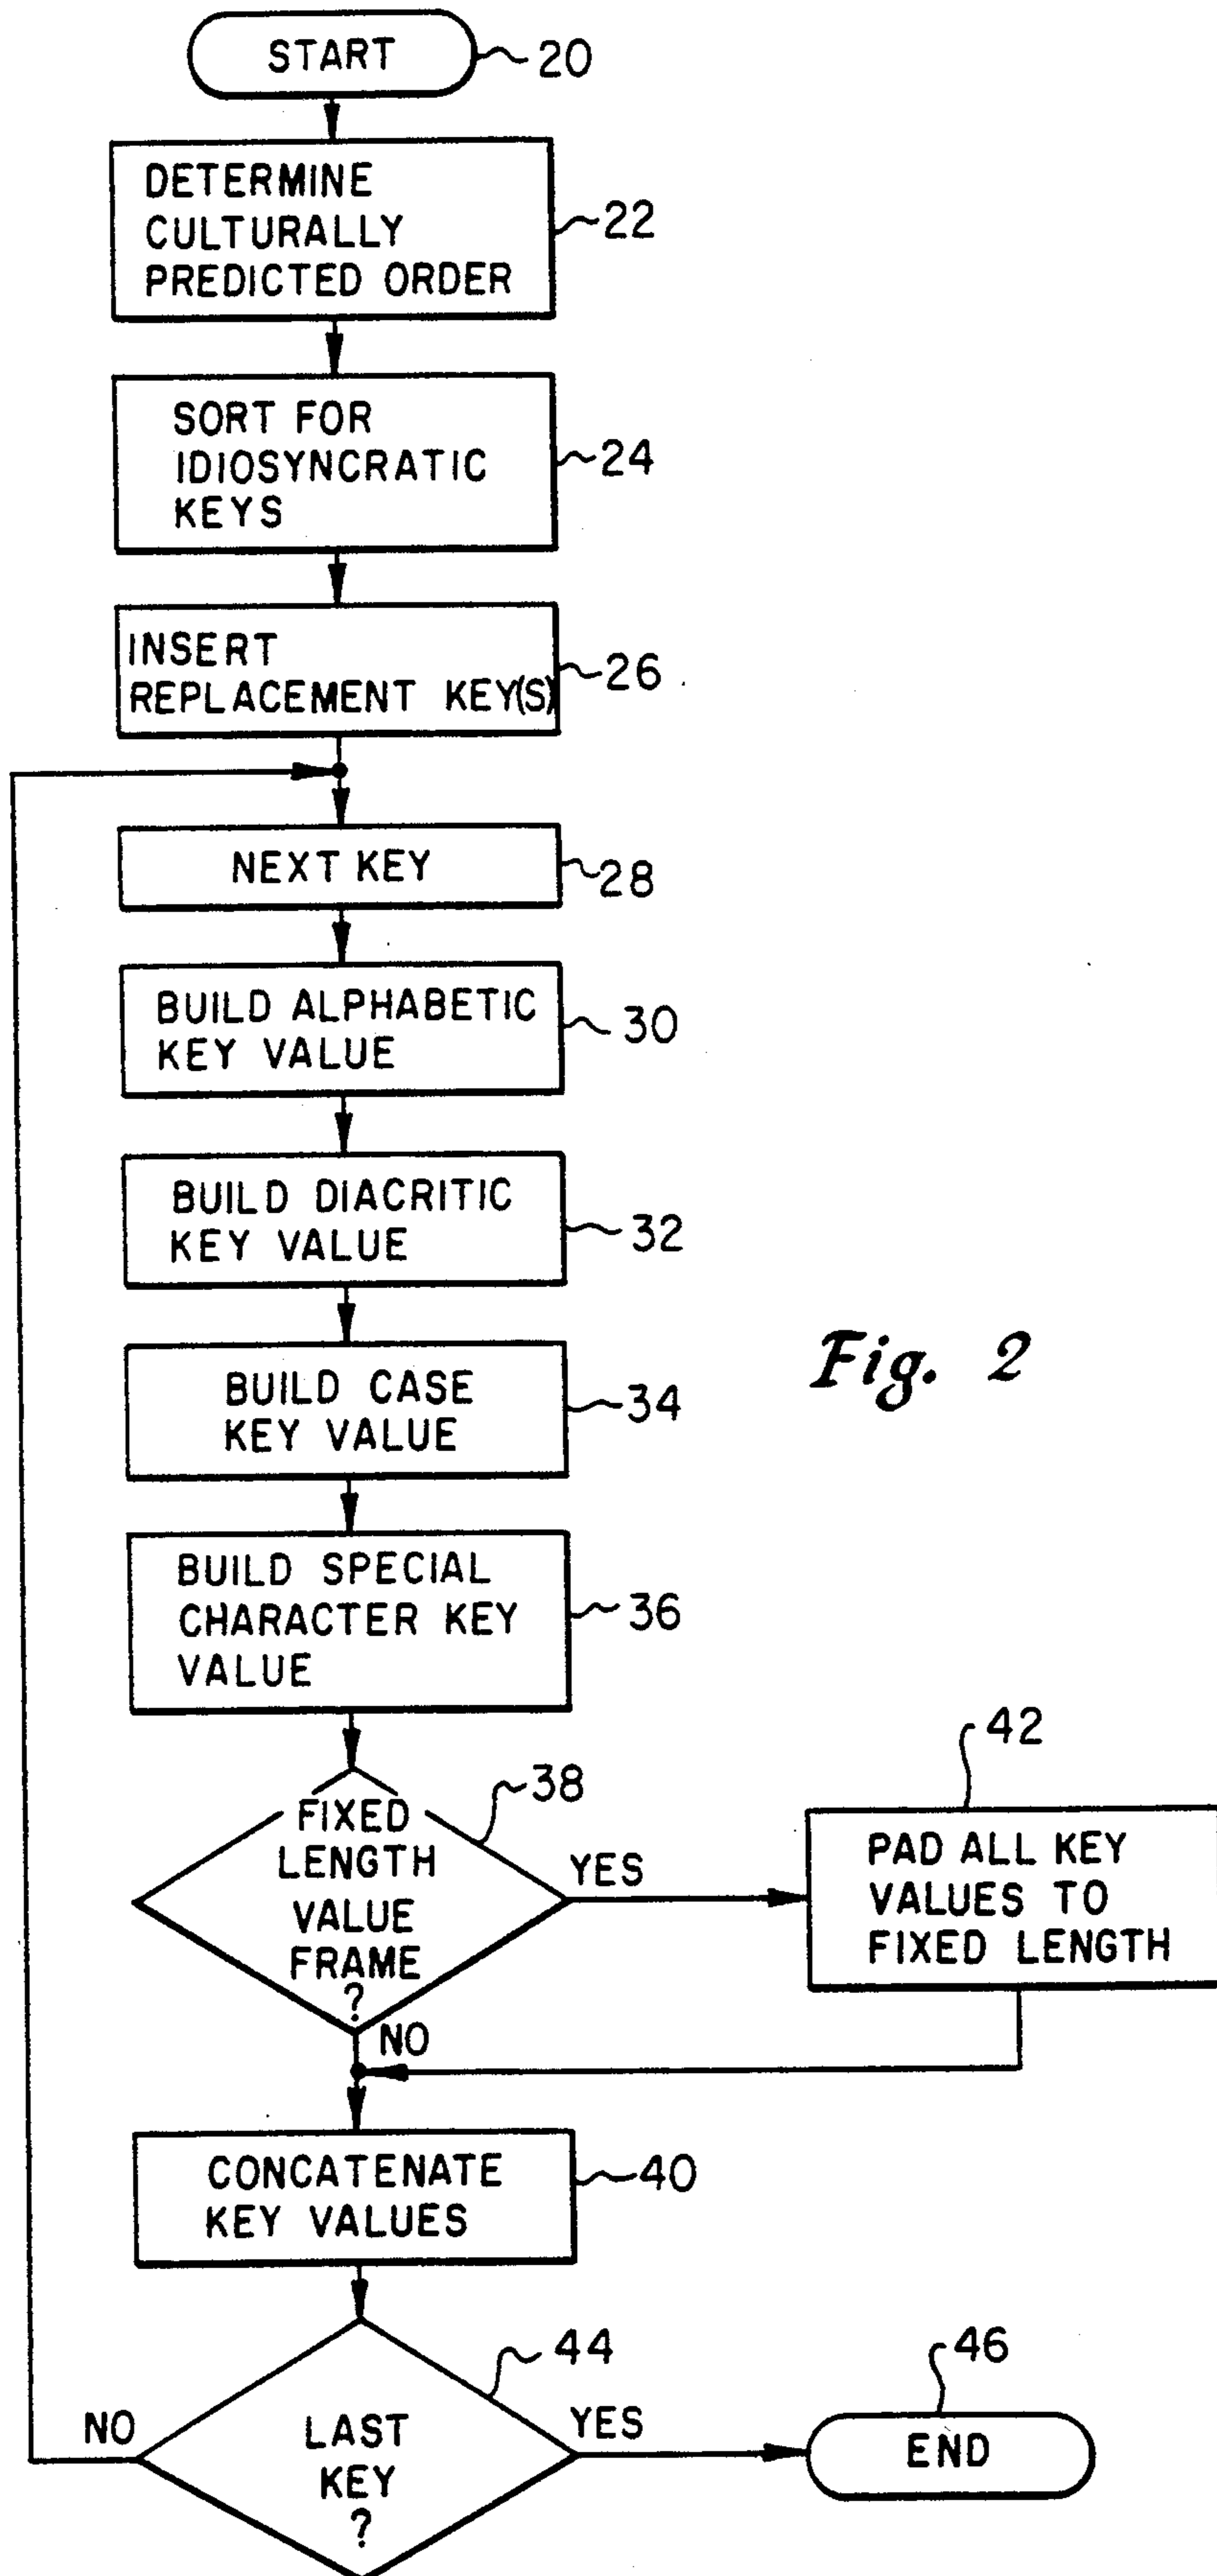 START
20
DETERMINE
CULTURALLY
PREDICTED ORDER
22
SORT FOR
IDIOSYNCRATIC
KEYS
24
INSERT
REPLACEMENT KEY(S)
26
NEXT KEY
28
BUILD ALPHABETIC
KEY VALUE
30
BUILD DIACRITIC
KEY VALUE
32
BUILD CASE
KEY VALUE
34
Fig. 2
BUILD SPECIAL
CHARACTER KEY
VALUE
36
FIXED
LENGTH
VALUE
FRAME
?
38
YES
NO
42
PAD ALL KEY
VALUES TO
FIXED LENGTH
CONCATENATE
KEY VALUES
40
LAST
KEY
?
44
NO
YES
46
END